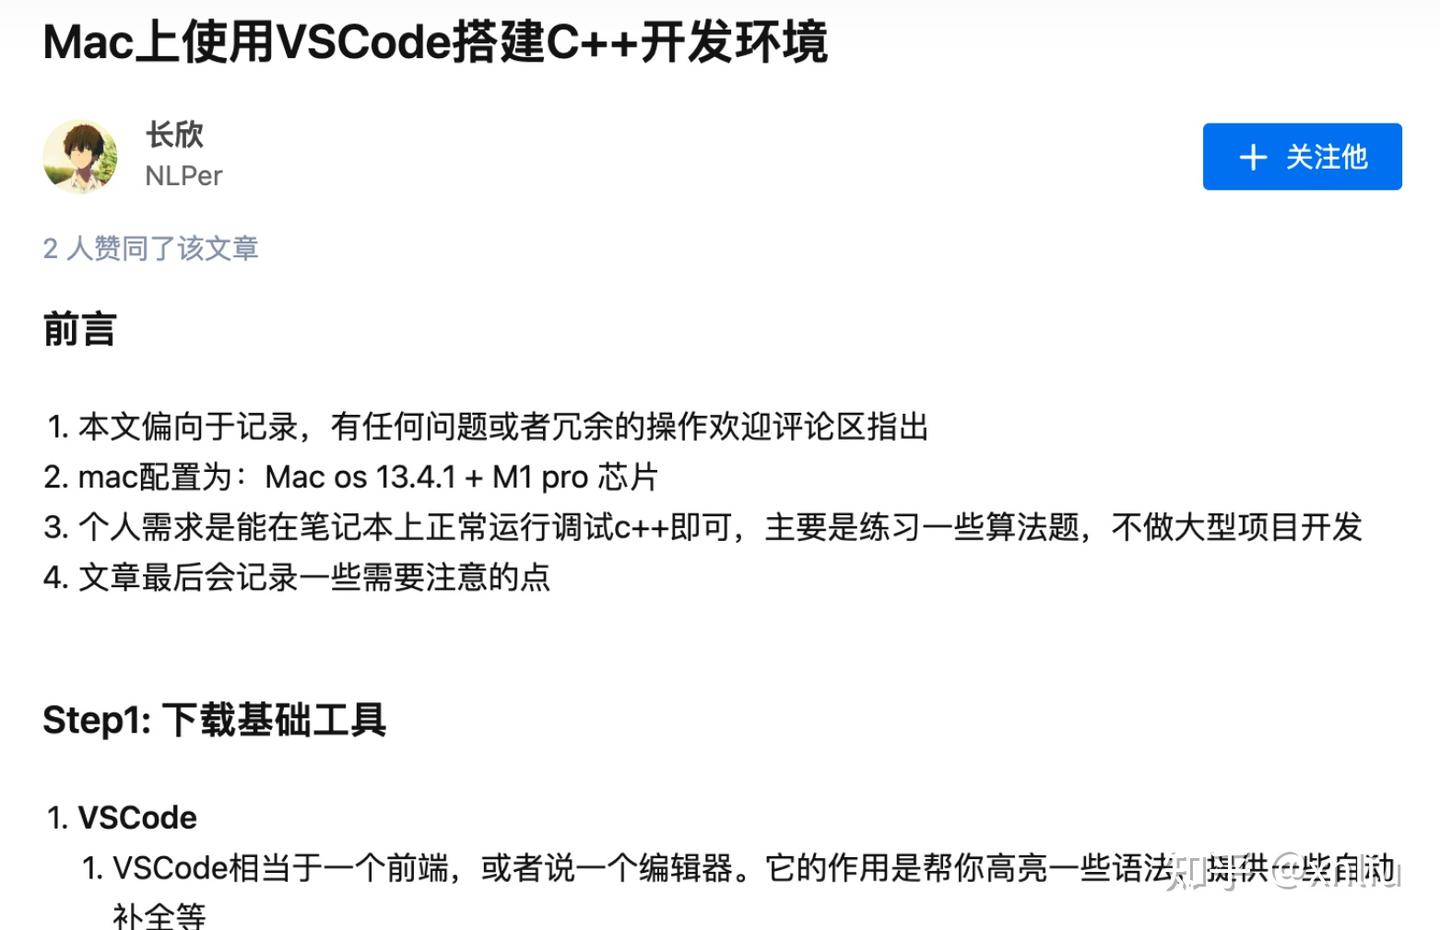 Mac上使用VSCode搭建C++开发环境
长欣
NLPer
+ 关注他
2 人赞同了该文章
前言
1. 本文偏向于记录，有任何问题或者冗余的操作欢迎评论区指出
2. mac配置为：Mac os 13.4.1 + M1 pro 芯片
3. 个人需求是能在笔记本上正常运行调试c++即可，主要是练习一些算法题，不做大型项目开发
4. 文章最后会记录一些需要注意的点
Step1: 下载基础工具
1. VSCode
1. VSCode相当于一个前端，或者说一个编辑器。它的作用是帮你高亮一些语法、提供一些自动
补全等
知乎